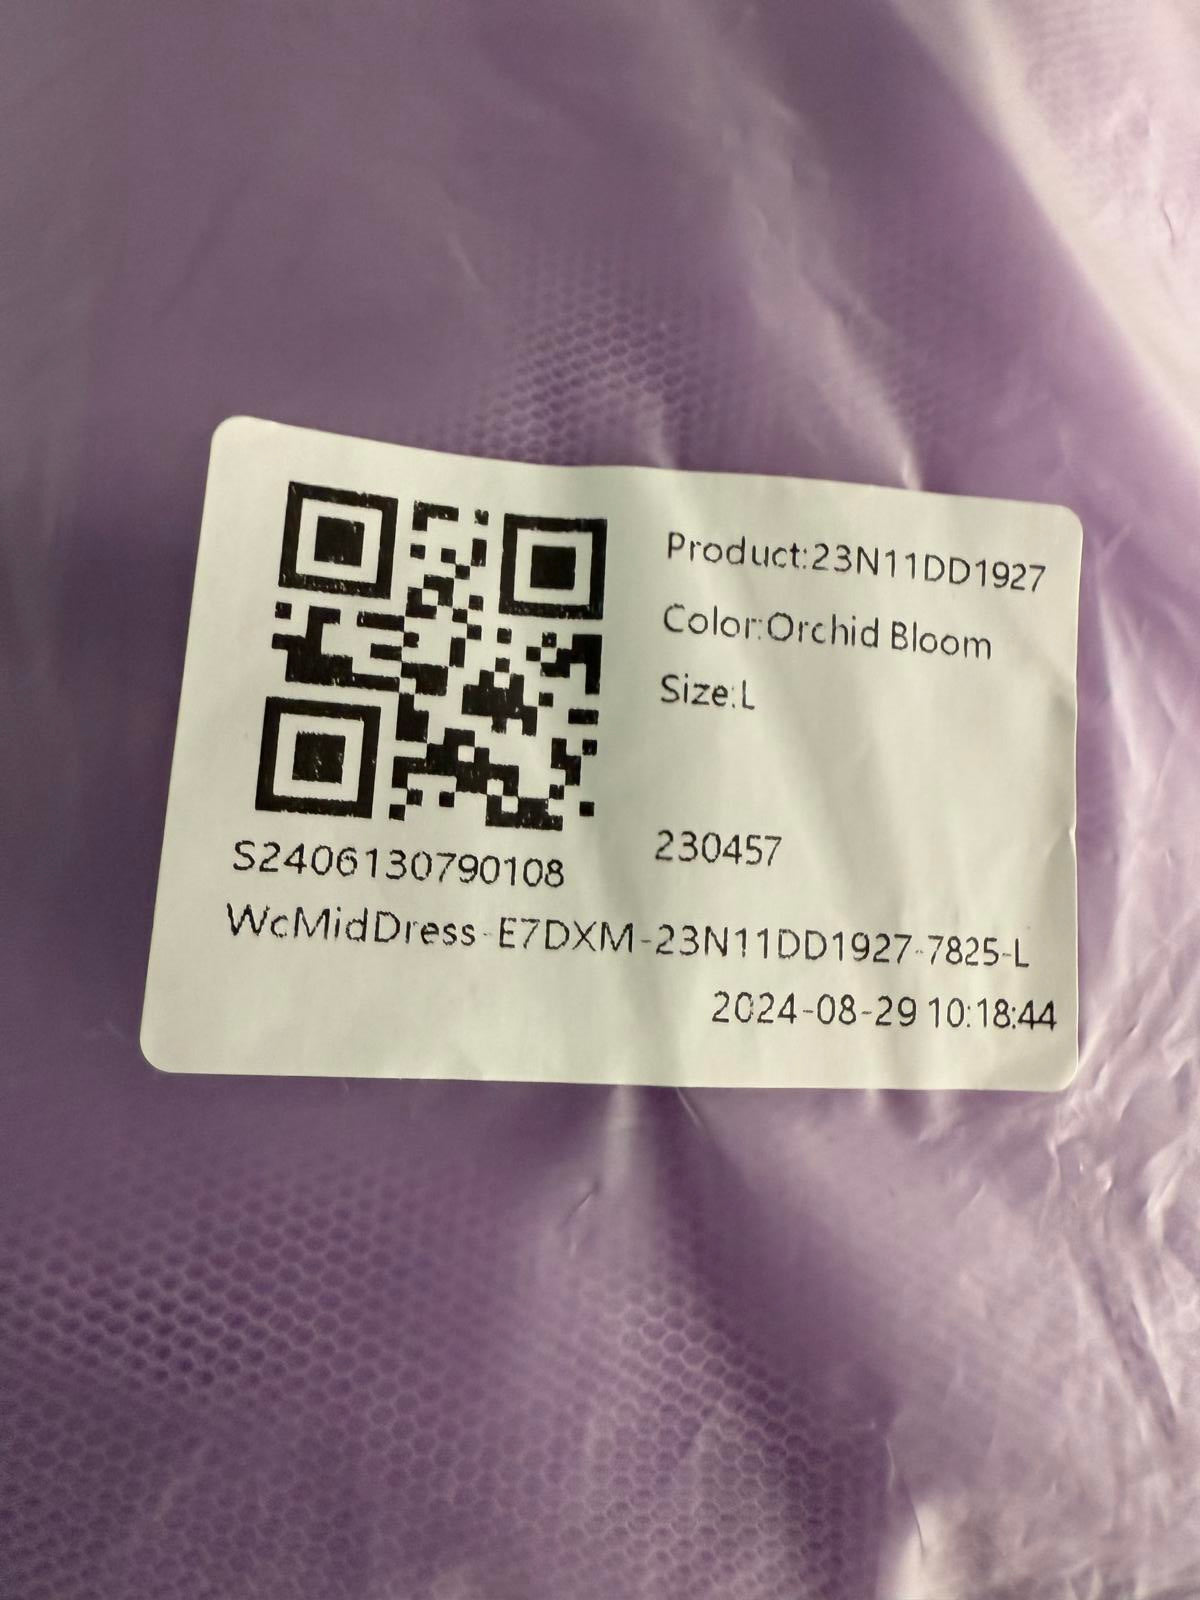 Product:23N11DD1927
Color:Orchid Bloom
Size:L
230457
S2406130790108
WcMidDress-E7DXM-23N11DD1927-7825-L
2024-08-29 10:18:44